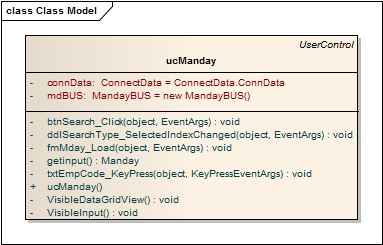 class Class Model
UserControl
ucManday
- connData: ConnectData = ConnectData.ConnData
- mdBUS: MandayBUS = new MandayBUS()
- btnSearch_Click(object, EventArgs) : void
- ddlSearchType_SelectedIndexChanged(object, EventArgs) : void
- fmMday_Load(object, EventArgs) : void
- getinput() : Manday
- txtEmpCode_KeyPress(object, KeyPressEventArgs) : void
+ ucManday()
- VisibleDataGridView() : void
- VisibleInput() : void